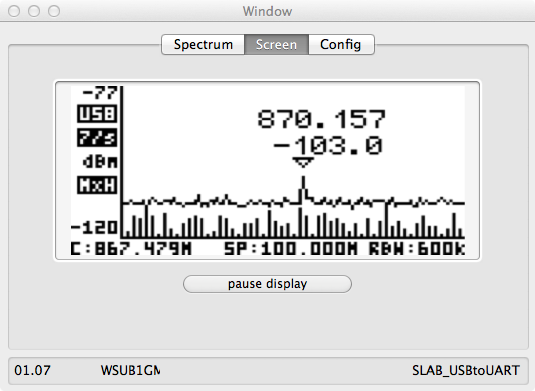 Window
Spectrum Screen Config
-77
USB
870.157
7/s
-103.0
dBm
MxH
-120
C:867.479M SP:100.000M RBW:600k
pause display
01.07 WSUB1GM SLAB_USBtoUART